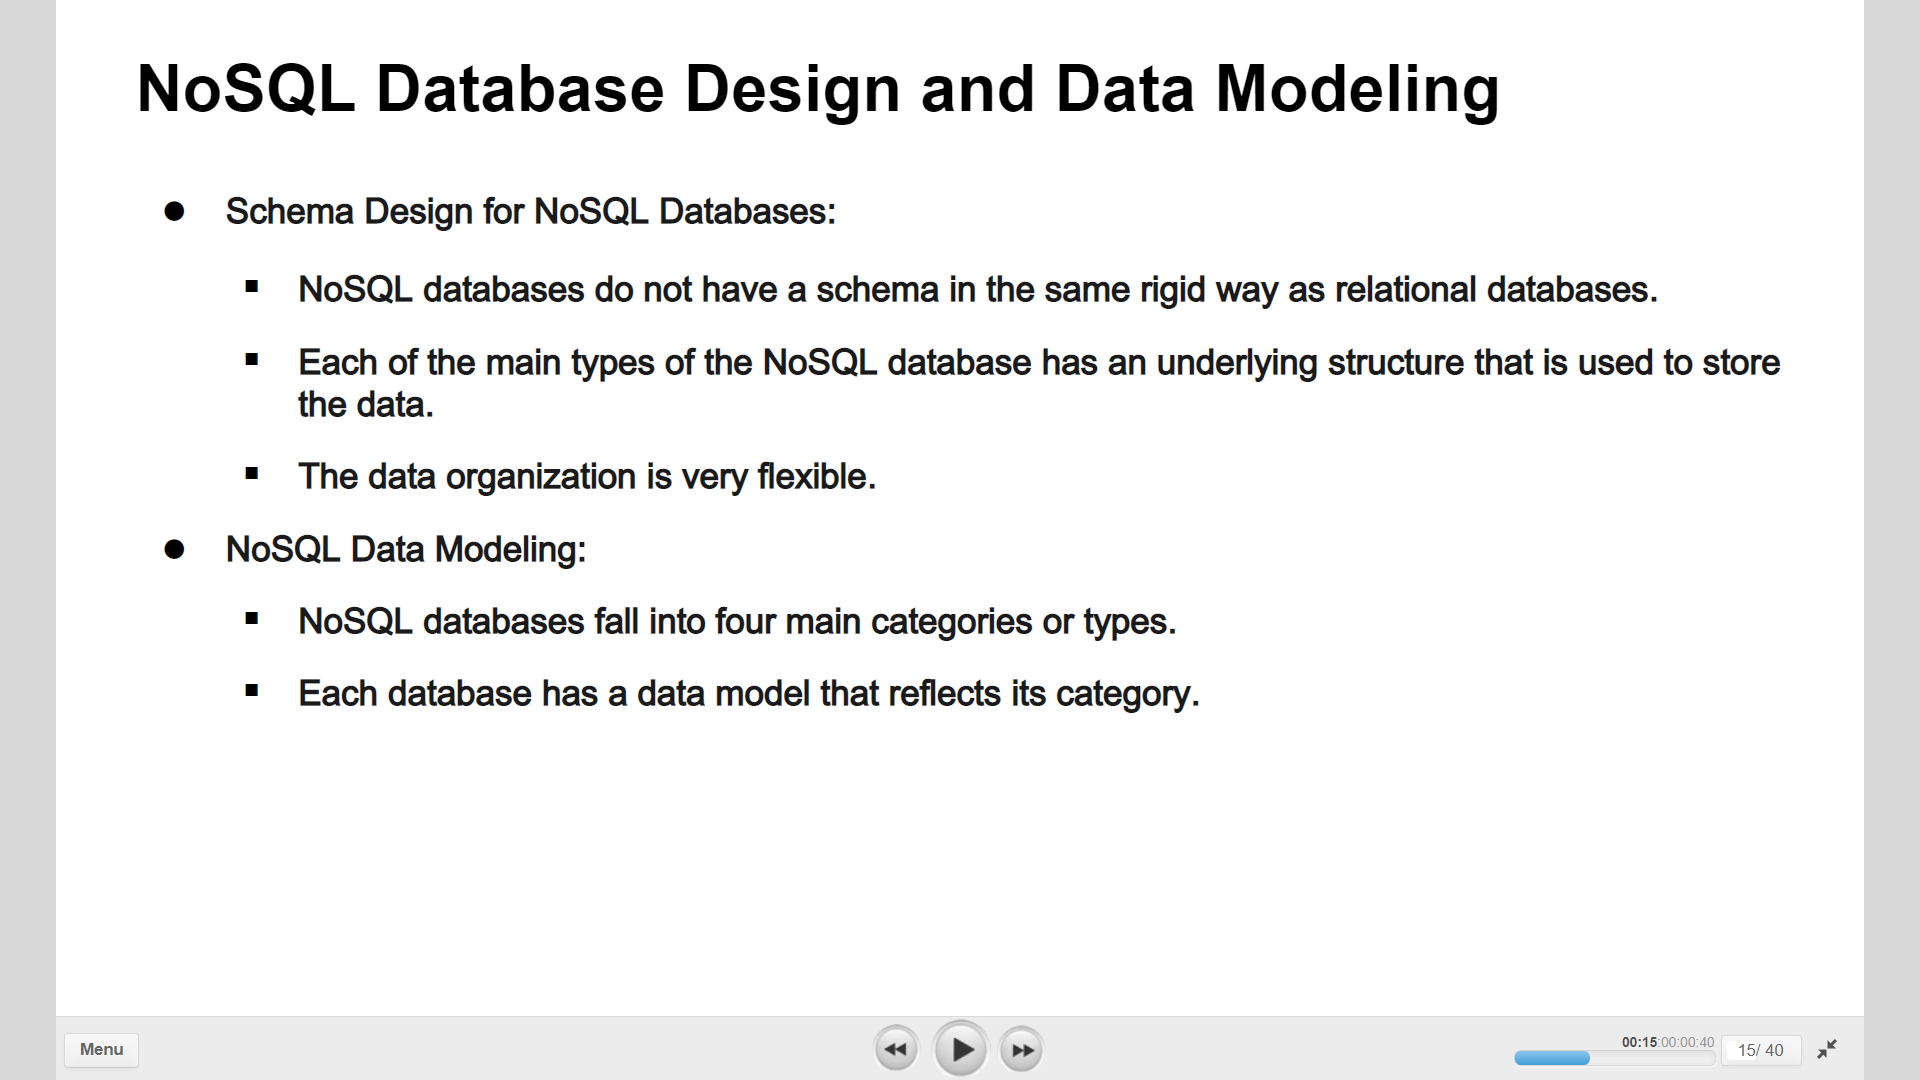 NoSQL Database Design and Data Modeling
● Schema Design for NoSQL Databases:
▪ NoSQL databases do not have a schema in the same rigid way as relational databases.
▪ Each of the main types of the NoSQL database has an underlying structure that is used to store
the data.
▪ The data organization is very flexible.
● NoSQL Data Modeling:
▪ NoSQL databases fall into four main categories or types.
▪ Each database has a data model that reflects its category.
Menu
00:15:00:00:40
15/ 40